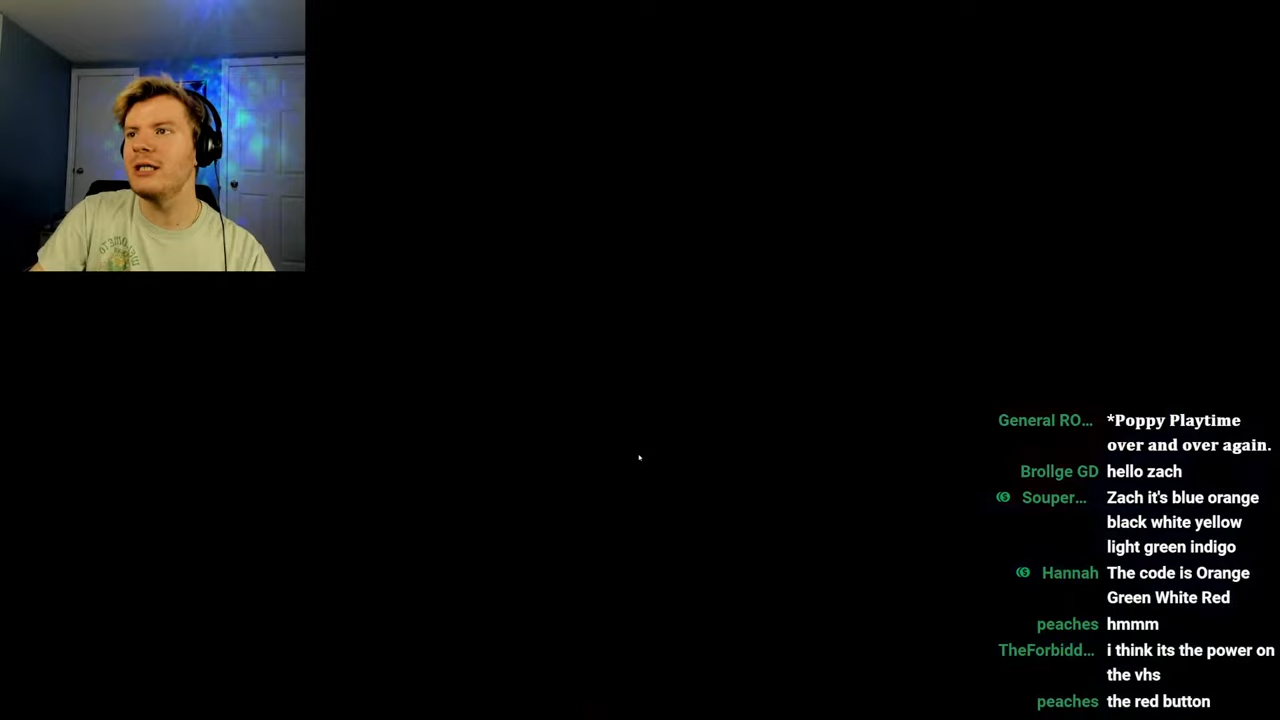 General RO... *Poppy Playtime
over and over again.
Brollge GD hello zach
Souper... Zach it's blue orange
black white yellow
light green indigo
Hannah The code is Orange
Green White Red
peaches hmmm
TheForbidd... i think its the power on
the vhs
peaches the red button